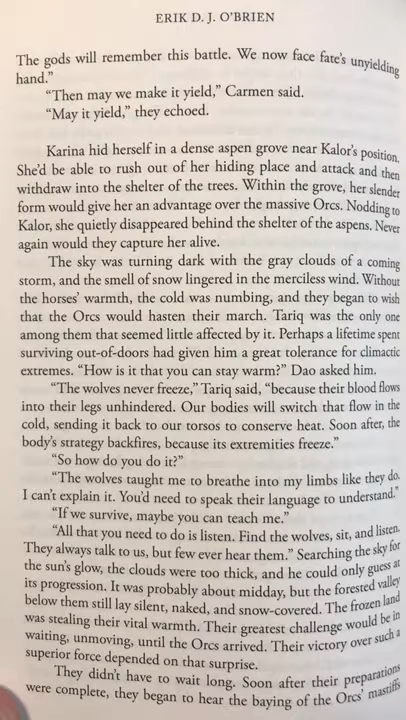 ERIK D. J. O'BRIEN
The gods will remember this battle. We now face fate's unyielding
hand."
"Then may we make it yield," Carmen said.
"May it yield," they echoed.
Karina hid herself in a dense aspen grove near Kalor's position.
She'd be able to rush out of her hiding place and attack and then
withdraw into the shelter of the trees. Within the grove, her slender
form would give her an advantage over the massive Orcs. Nodding to
Kalor, she quietly disappeared behind the shelter of the aspens. Never
again would they capture her alive.
The sky was turning dark with the gray clouds of a coming
storm, and the smell of snow lingered in the merciless wind. Without
the horses' warmth, the cold was numbing, and they began to wish
that the Orcs would hasten their march. Tariq was the only one
among them that seemed little affected by it. Perhaps a lifetime spent
surviving out-of-doors had given him a great tolerance for climactic
extremes. "How is it that you can stay warm?" Dao asked him.
"The wolves never freeze," Tariq said, "because their blood flows
into their legs unhindered. Our bodies will switch that flow in the
cold, sending it back to our torsos to conserve heat. Soon after, the
body's strategy backfires, because its extremities freeze."
"So how do you do it?"
"The wolves taught me to breathe into my limbs like they do.
I can't explain it. You'd need to speak their language to understand."
"If we survive, maybe you can teach me."
"All that you need to do is listen. Find the wolves, sit, and listen.
They always talk to us, but few ever hear them." Searching the sky for
the sun's glow, the clouds were too thick, and he could only guess at
its progression. It was probably about midday, but the forested valley
below them still lay silent, naked, and snow-covered. The frozen land
was stealing their vital warmth. Their greatest challenge would be in
waiting, unmoving, until the Orcs arrived. Their victory over such a
superior force depended on that surprise.
They didn't have to wait long. Soon after their preparations
were complete, they began to hear the baying of the Orcs' mastiffs